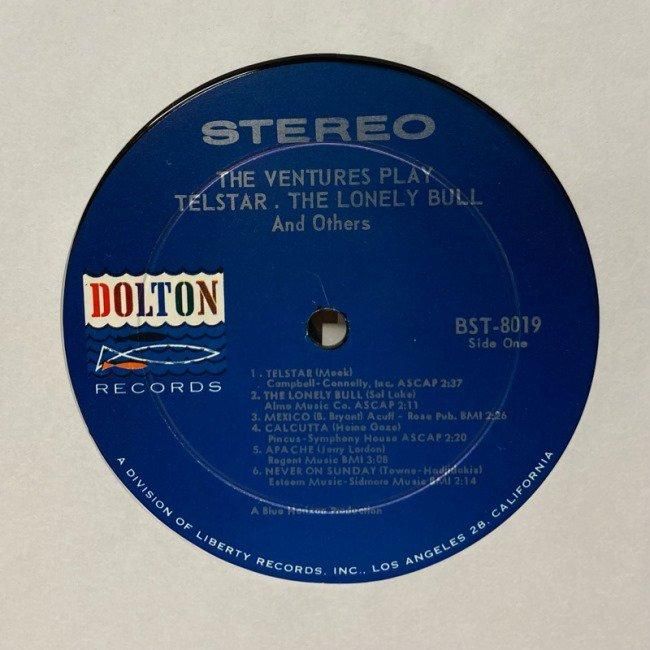 STEREO
THE VENTURES PLAY
TELSTAR . THE LONELY BULL
And Others
DOLTON
RECORDS
BST-8019
Side One
1. TELSTAR (Meek)
Campbell-Connelly, Inc. ASCAP 2:37
2. THE LONELY BULL (Sol Lake)
Almo Music Co. ASCAP 2:11
3. MEXICO (B. Bryant) Acuff - Rose Pub. BMI 2:26
4. CALCUTTA (Heino Gaze)
Pincus-Symphony House ASCAP 2:20
5. APACHE (Jerry Lordon)
Regent Music BMI 3:08
6. NEVER ON SUNDAY (Towne-Hadjidakis)
Esteem Music-Sidmore Music BMI 2:14
A Blue Horizon Production
A DIVISION OF LIBERTY RECORDS, INC., LOS ANGELES 28, CALIFORNIA